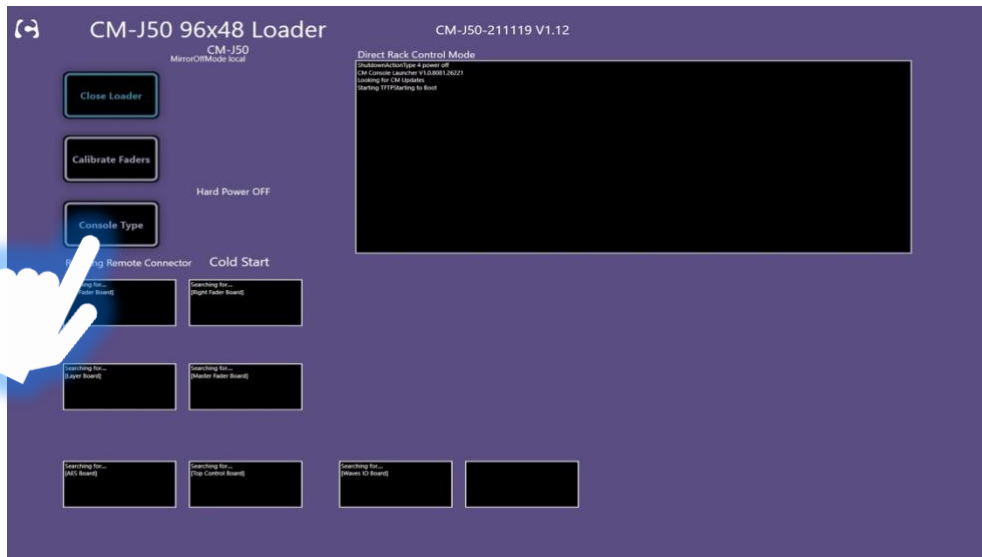 CM-J50 96x48 Loader
CM-J50-211119 V1.12
CM-J50
MirrorOffMode local
Direct Rack Control Mode
ShutdownActionType 4 power off
CM Console Launcher V1.0.8081.26221
Looking for CM Updates
Starting TFTPStarting to Boot
Close Loader
Calibrate Faders
Hard Power OFF
Console Type
Remote Connector
Cold Start
Searching for...
[Right Fader Board]
Fader Board]
Searching for...
[Layer Board]
Searching for...
[Master Fader Board]
Searching for...
[AES Board]
Searching for...
[Top Control Board]
Searching for...
[Waves IO Board]